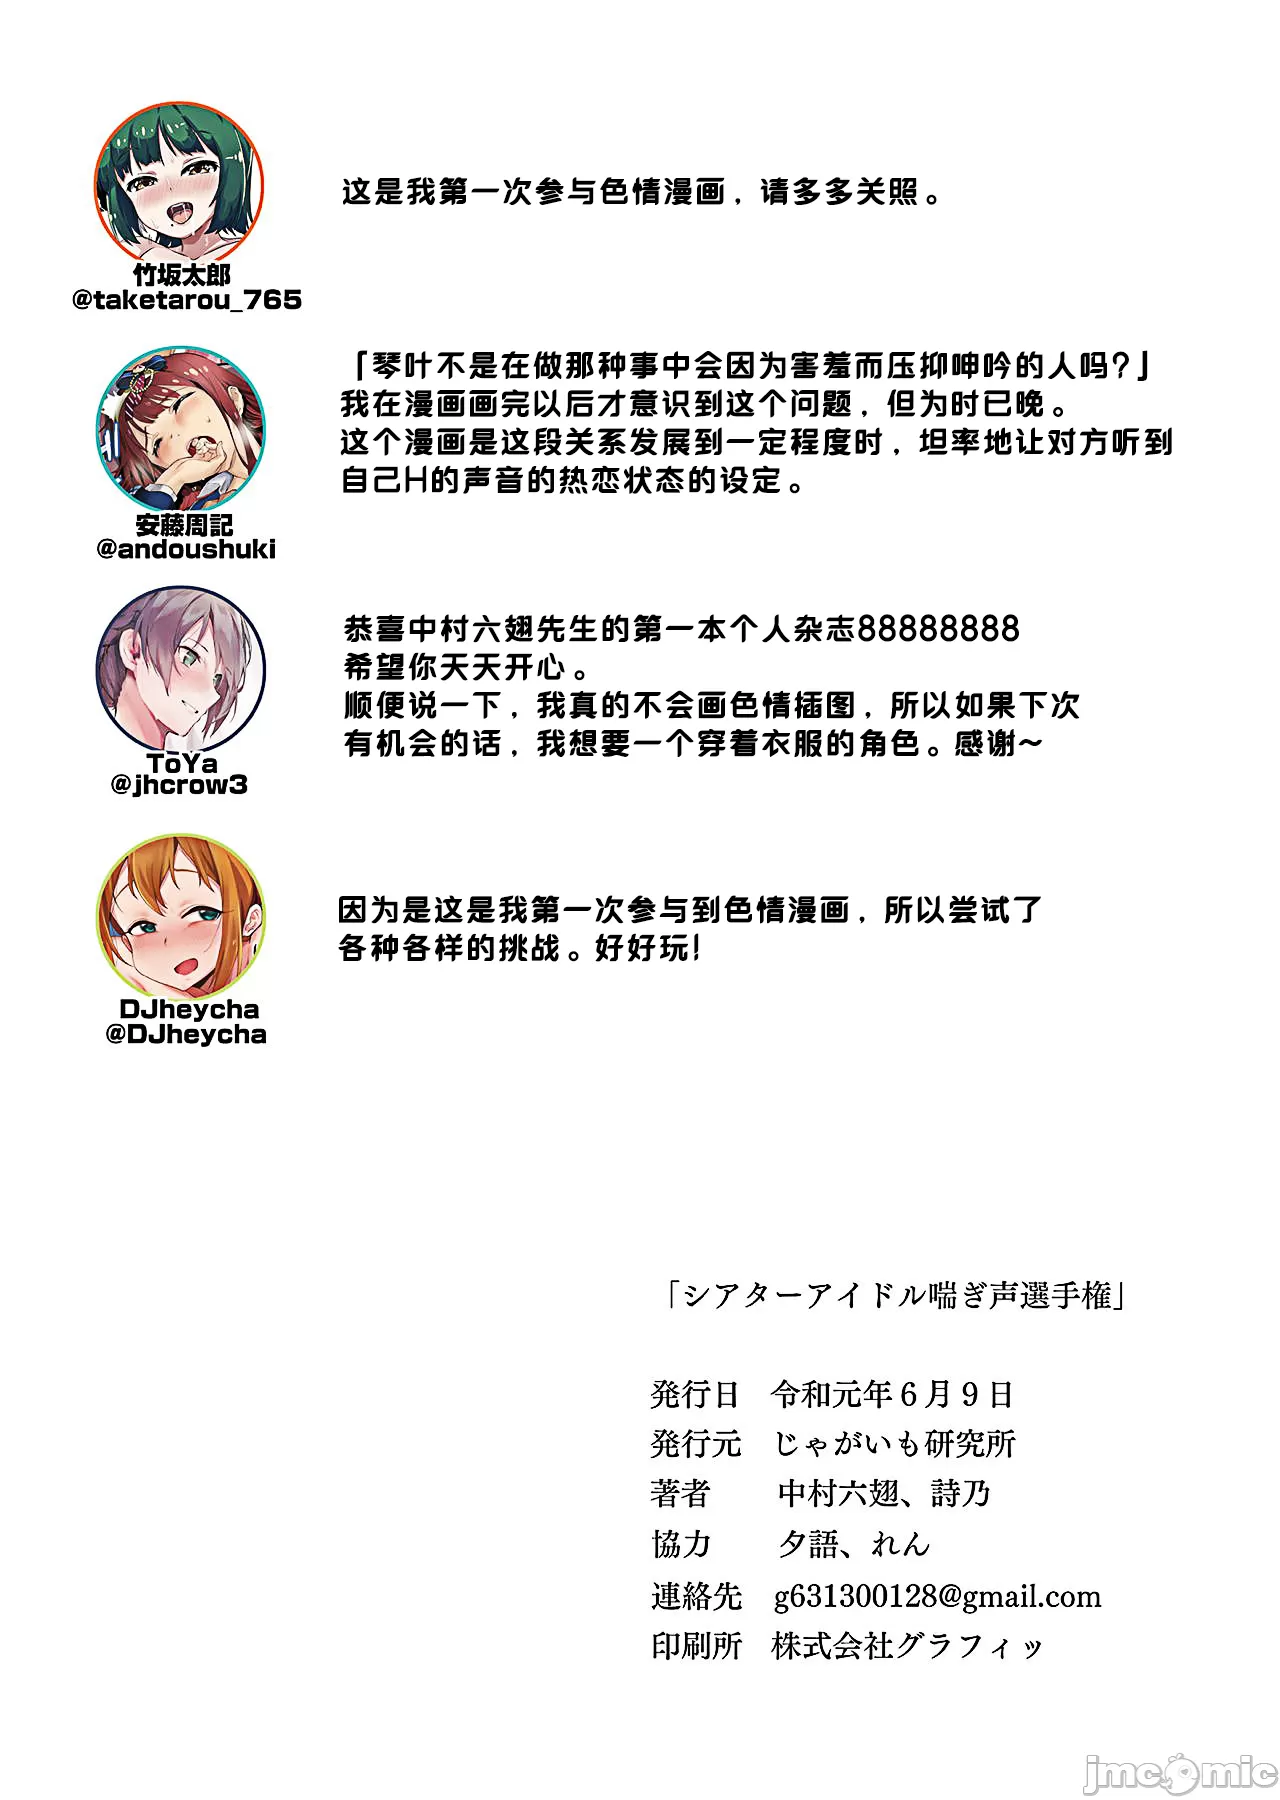 这是我第一次参与色情漫画，请多多关照。
竹坂太郎
@taketarou_765
「琴叶不是在做那种事中会因为害羞而压抑呻吟的人吗？」
我在漫画画完以后才意识到这个问题，但为时已晚。
这个漫画是这段关系发展到一定程度时，坦率地让对方听到
自己H的声音的热恋状态的设定。
安藤周記
@andoushuki
恭喜中村六翅先生的第一本个人杂志88888888
希望你天天开心。
顺便说一下，我真的不会画色情插图，所以如果下次
有机会的话，我想要一个穿着衣服的角色。感谢～
ToYa
@jhcrow3
因为是这是我第一次参与到色情漫画，所以尝试了
各种各样的挑战。好好玩！
DJheycha
@DJheycha
「シアターアイドル喘ぎ声選手権」
発行日 令和元年６月９日
発行元 じゃがいも研究所
著者 中村六翅、詩乃
協力 夕語、れん
連絡先 g631300128@gmail.com
印刷所 株式会社グラフィッ
jmcomic